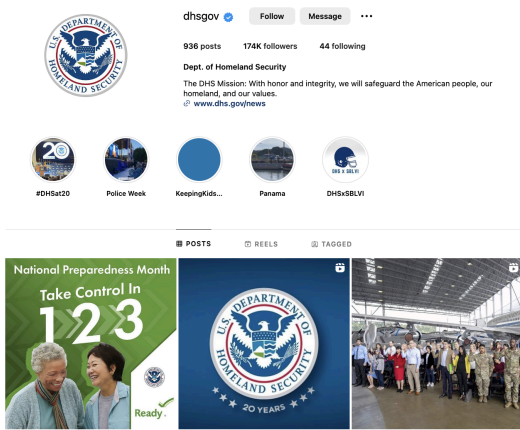 dhsgov Follow Message
936 posts 174K followers 44 following
Dept. of Homeland Security
The DHS Mission: With honor and integrity, we will safeguard the American people, our
homeland, and our values.
www.dhs.gov/news
U.S. DEPARTMENT OF HOMELAND SECURITY
20
DHS X SBLVI
#DHSat20 Police Week KeepingKids... Panama DHSxSBLVI
POSTS REELS TAGGED
National Preparedness Month
Take Control In
1 2 3
Ready.
U.S. DEPARTMENT OF HOMELAND SECURITY
20 YEARS